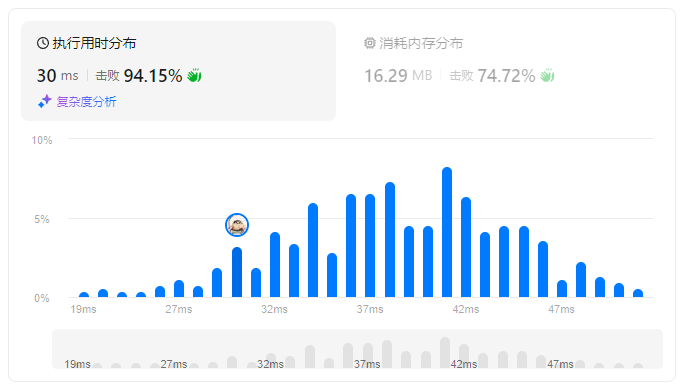 执行用时分布
30 ms 击败 94.15%
复杂度分析
消耗内存分布
16.29 MB 击败 74.72%
10%
5%
0%
19ms 27ms 32ms 37ms 42ms 47ms
19ms 27ms 32ms 37ms 42ms 47ms